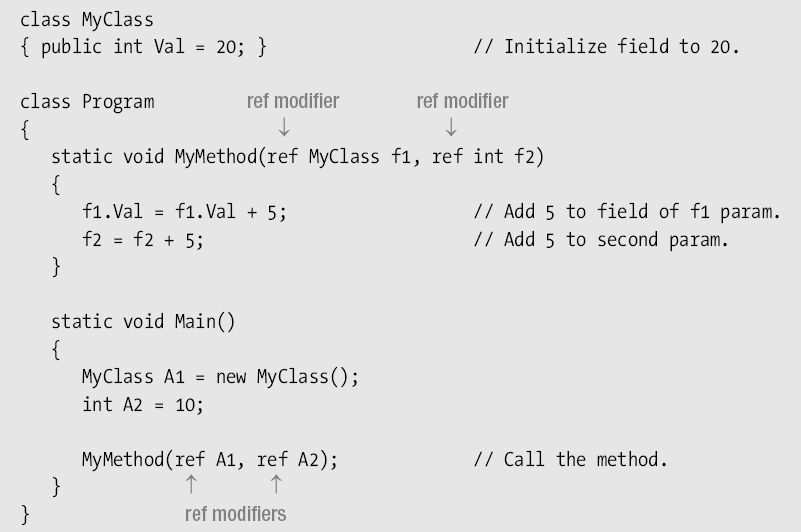 class MyClass
{ public int Val = 20; } // Initialize field to 20.
class Program ref modifier ref modifier
{ ↓ ↓
static void MyMethod(ref MyClass f1, ref int f2)
{
f1.Val = f1.Val + 5; // Add 5 to field of f1 param.
f2 = f2 + 5; // Add 5 to second param.
}
static void Main()
{
MyClass A1 = new MyClass();
int A2 = 10;
MyMethod(ref A1, ref A2); // Call the method.
} ↑ ↑
} ref modifiers